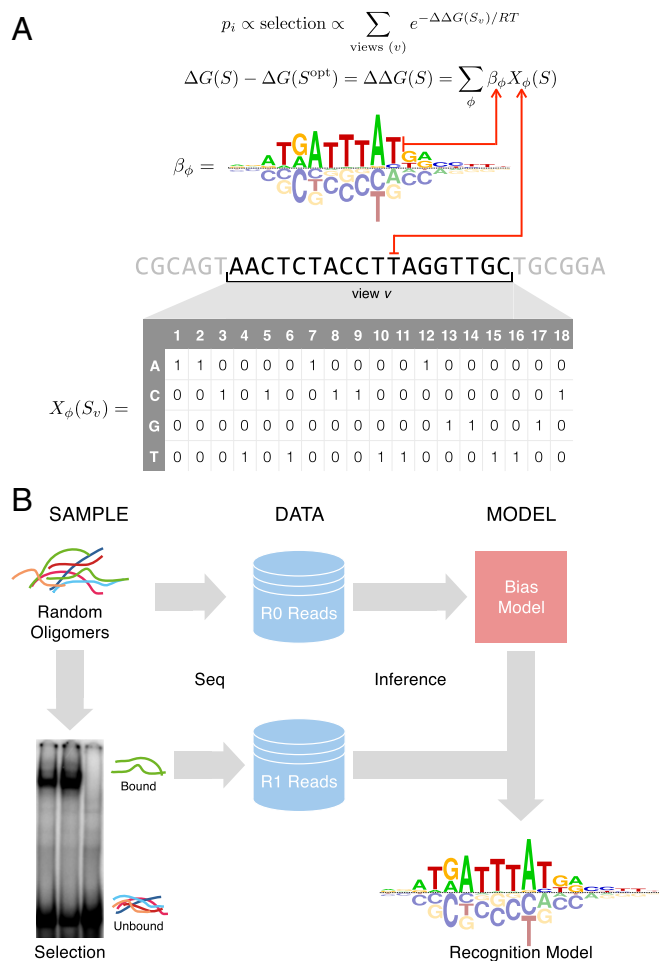 A
p_i ∝ selection ∝ ∑ e^{−ΔΔG(S_v)/RT}
views (v)
ΔG(S) − ΔG(S^opt) = ΔΔG(S) = ∑ β_ϕ X_ϕ(S)
ϕ
β_ϕ =
CGCAGTAACTCTACCTTAGGTTGCTGCGGA
view v
1 2 3 4 5 6 7 8 9 10 11 12 13 14 15 16 17 18
A 1 1 0 0 0 0 1 0 0 0 0 1 0 0 0 0 0 0
X_ϕ(S_v) =
C 0 0 1 0 1 0 0 1 1 0 0 0 0 0 0 0 0 1
G 0 0 0 0 0 0 0 0 0 0 0 0 1 1 0 0 1 0
T 0 0 0 1 0 1 0 0 0 1 1 0 0 0 1 1 0 0
B
SAMPLE DATA MODEL
Random
Oligomers
R0 Reads
Bias
Model
Seq Inference
R1 Reads
Bound
Unbound
Selection
Recognition Model